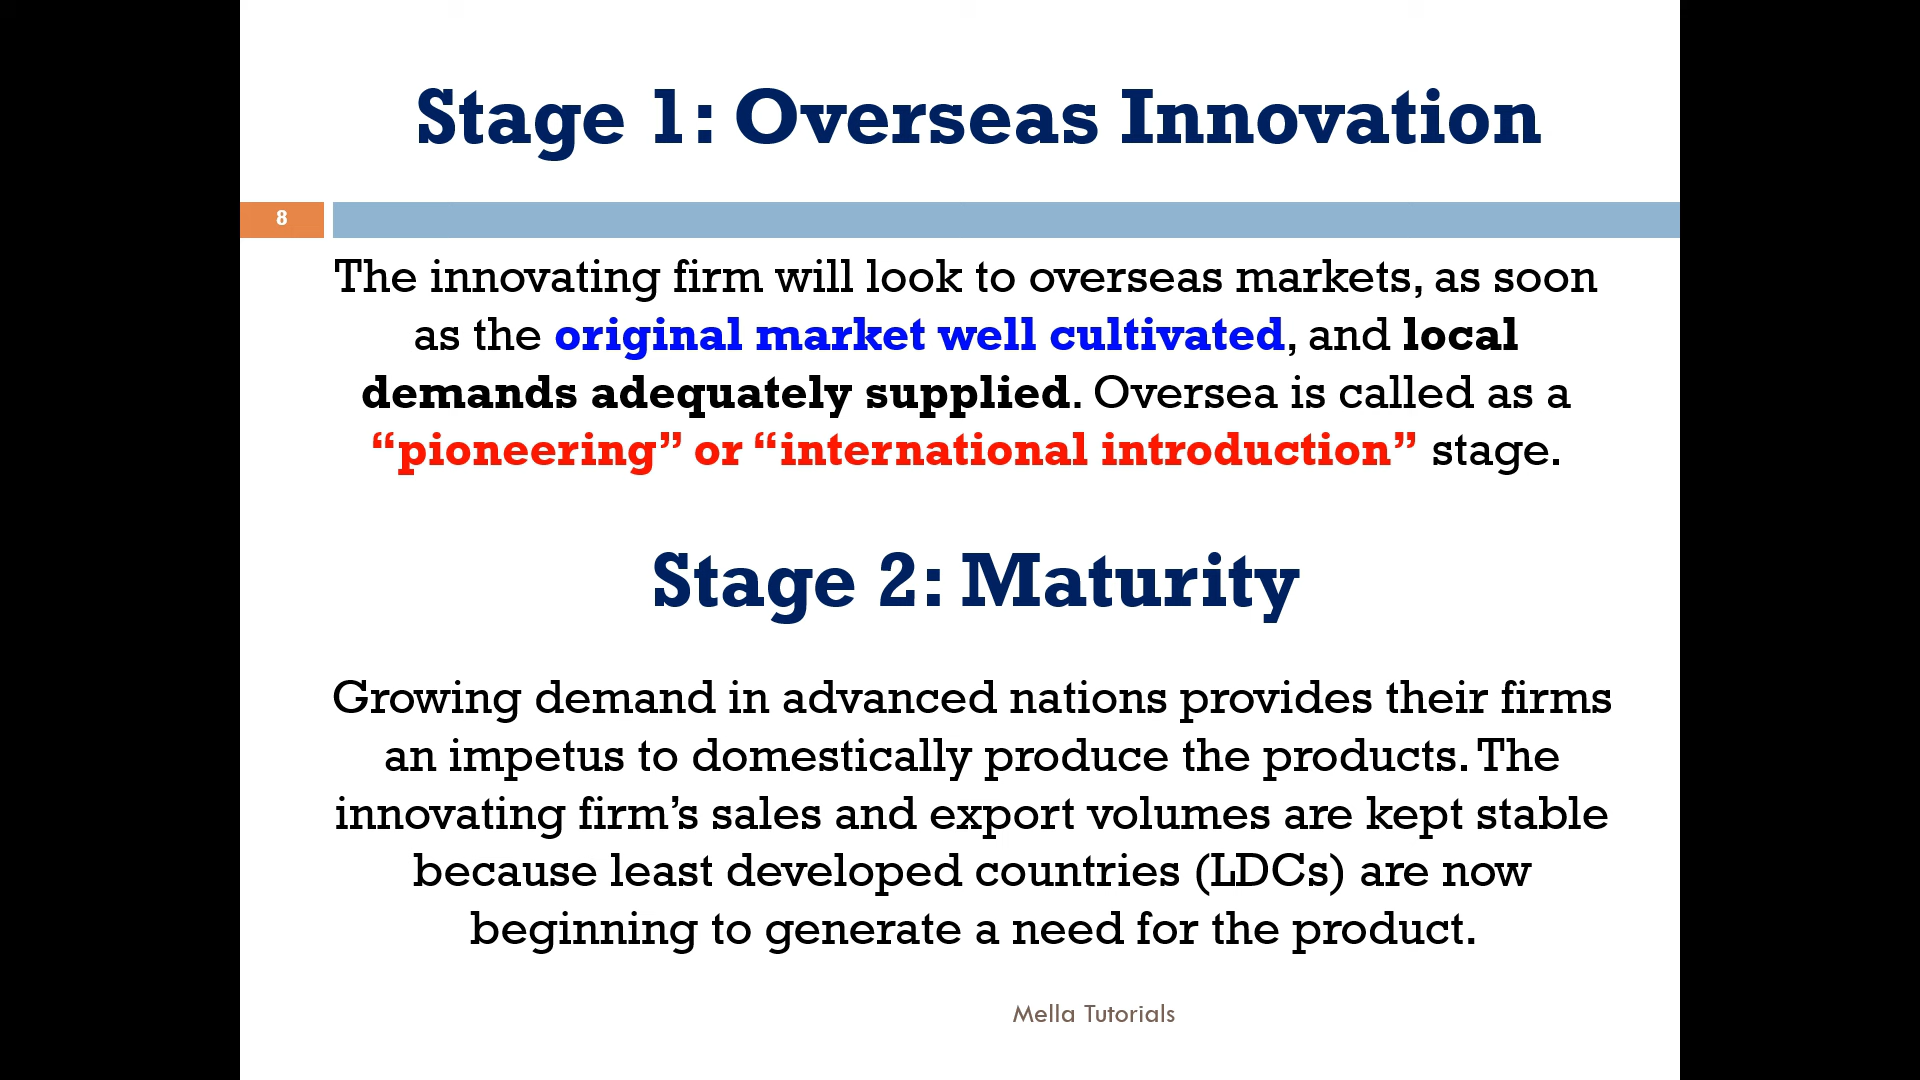 Stage 1: Overseas Innovation
8
The innovating firm will look to overseas markets, as soon
as the original market well cultivated, and local
demands adequately supplied. Oversea is called as a
“pioneering” or “international introduction” stage.
Stage 2: Maturity
Growing demand in advanced nations provides their firms
an impetus to domestically produce the products. The
innovating firm’s sales and export volumes are kept stable
because least developed countries (LDCs) are now
beginning to generate a need for the product.
Mella Tutorials